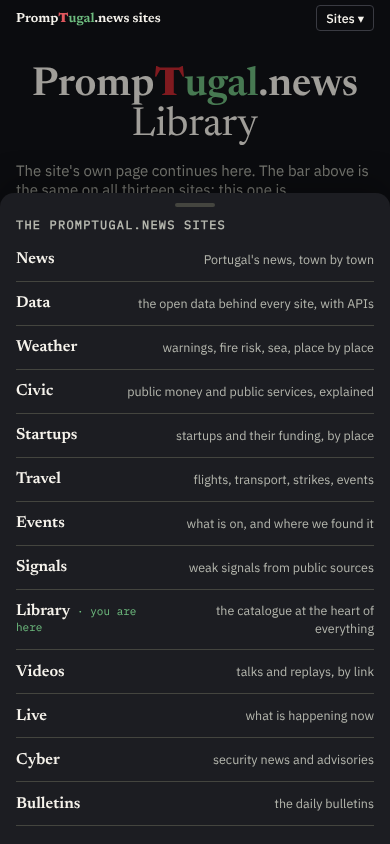 PrompTugal.news sites
Sites ▾
PrompTugal.news
Library
The site's own page continues here. The bar above is
the same on all thirteen sites; this one is
THE PROMPTUGAL.NEWS SITES
News
Portugal's news, town by town
Data
the open data behind every site, with APIs
Weather
warnings, fire risk, sea, place by place
Civic
public money and public services, explained
Startups
startups and their funding, by place
Travel
flights, transport, strikes, events
Events
what is on, and where we found it
Signals
weak signals from public sources
Library · you are
here
the catalogue at the heart of
everything
Videos
talks and replays, by link
Live
what is happening now
Cyber
security news and advisories
Bulletins
the daily bulletins